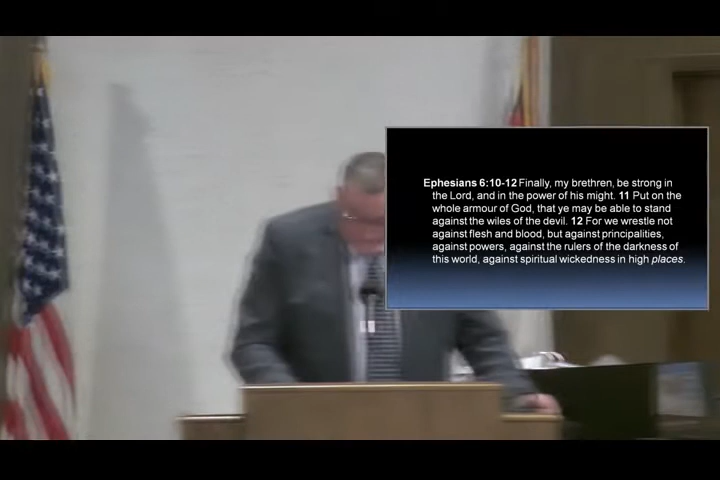 Ephesians 6:10-12 Finally, my brethren, be strong in
the Lord, and in the power of his might. 11 Put on the
whole armour of God, that ye may be able to stand
against the wiles of the devil. 12 For we wrestle not
against flesh and blood, but against principalities,
against powers, against the rulers of the darkness of
this world, against spiritual wickedness in high places.